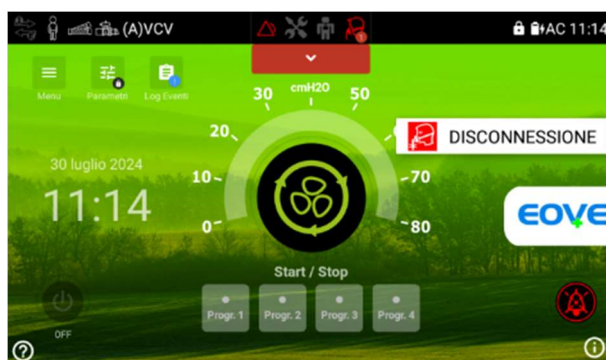 (A)VCV
AC 11:14
1
Menu
Parametri
Log Eventi
cmH2O
30
50
20
10
70
0
80
DISCONNESSIONE
30 luglio 2024
11:14
EOVE
Start / Stop
Progr. 1
Progr. 2
Progr. 3
Progr. 4
OFF